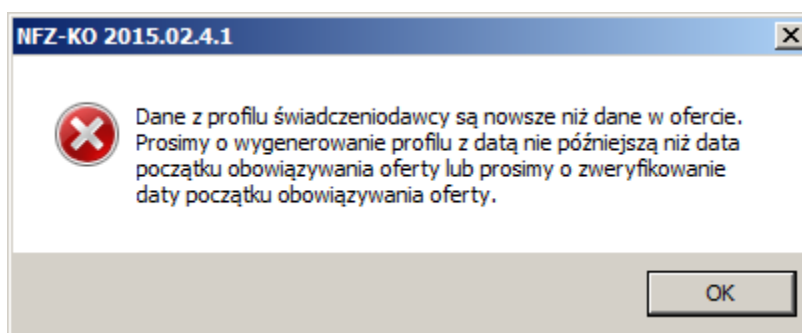 NFZ-KO 2015.02.4.1
Dane z profilu świadczeniodawcy są nowsze niż dane w ofercie.
Prosimy o wygenerowanie profilu z datą nie późniejszą niż data
początku obowiązywania oferty lub prosimy o zweryfikowanie
daty początku obowiązywania oferty.
OK